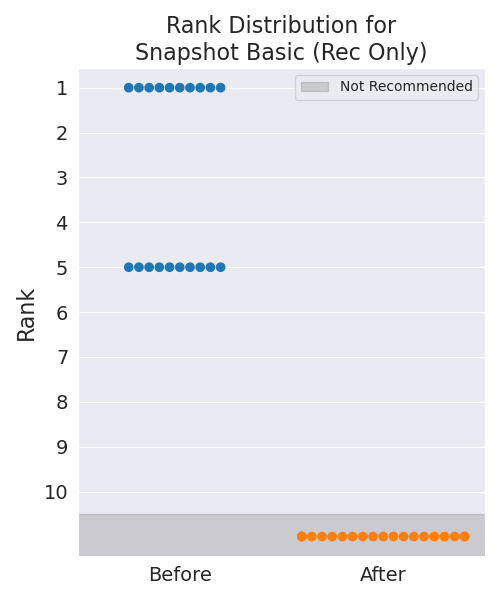 Rank Distribution for
Snapshot Basic (Rec Only)
Not Recommended
Rank
1
2
3
4
5
6
7
8
9
10
Before
After